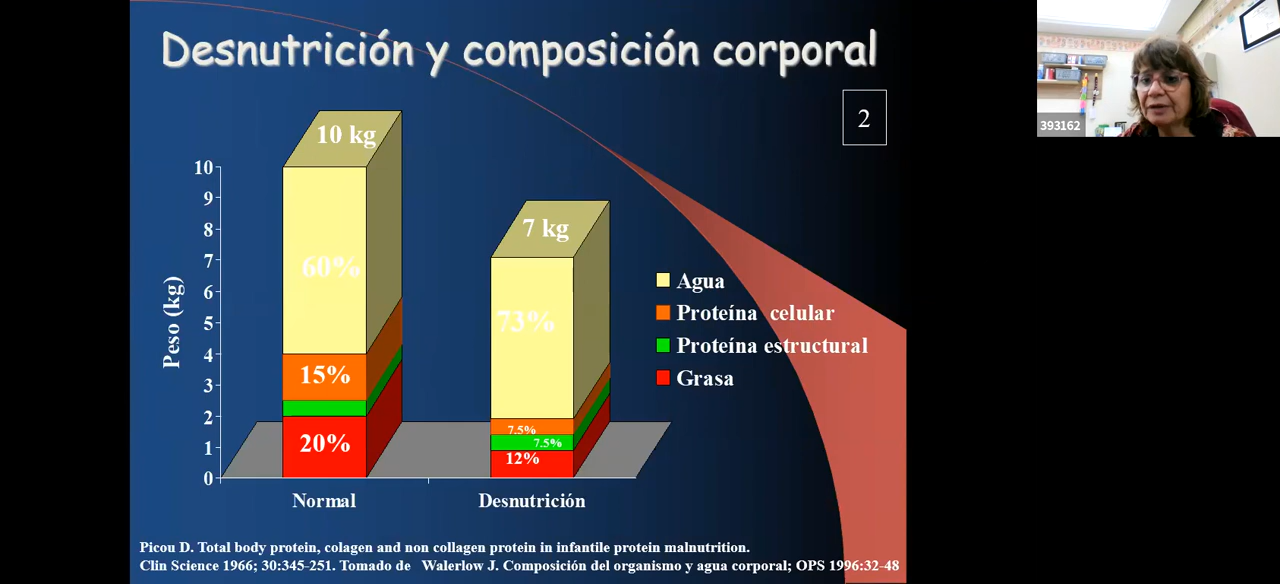 Desnutrición y composición corporal
2
393162
10 kg
7 kg
10
9
8
7
6
5
4
3
2
1
0
Peso (kg)
60%
15%
20%
73%
7.5%
7.5%
12%
Agua
Proteína celular
Proteína estructural
Grasa
Normal
Desnutrición
Picou D. Total body protein, colagen and non collagen protein in infantile protein malnutrition.
Clin Science 1966; 30:345-251. Tomado de Walerlow J. Composición del organismo y agua corporal; OPS 1996:32-48